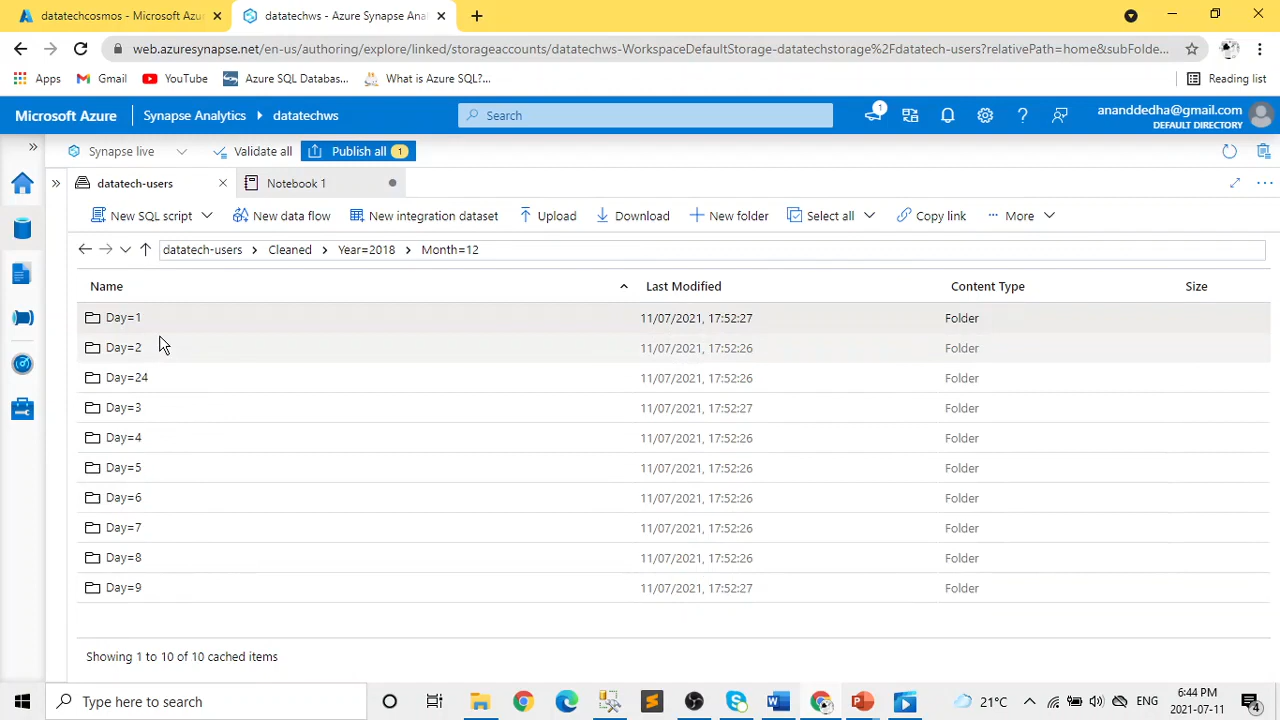 datatechcosmos - Microsoft Azu
datatechws - Azure Synapse Anal
web.azuresynapse.net/en-us/authoring/explore/linked/storageaccounts/datatechws-WorkspaceDefaultStorage-datatechstorage%2Fdatatech-users?relativePath=home&subFolde...
Apps Gmail YouTube Azure SQL Databas... What is Azure SQL?... Reading list
Microsoft Azure Synapse Analytics datatechws Search 1 ananddedha@gmail.com
DEFAULT DIRECTORY
Synapse live Validate all Publish all 1
datatech-users Notebook 1
New SQL script New data flow New integration dataset Upload Download New folder Select all Copy link More
datatech-users Cleaned Year=2018 Month=12
Name Last Modified Content Type Size
Day=1 11/07/2021, 17:52:27 Folder
Day=2 11/07/2021, 17:52:26 Folder
Day=24 11/07/2021, 17:52:26 Folder
Day=3 11/07/2021, 17:52:27 Folder
Day=4 11/07/2021, 17:52:26 Folder
Day=5 11/07/2021, 17:52:26 Folder
Day=6 11/07/2021, 17:52:26 Folder
Day=7 11/07/2021, 17:52:26 Folder
Day=8 11/07/2021, 17:52:26 Folder
Day=9 11/07/2021, 17:52:27 Folder
Showing 1 to 10 of 10 cached items
Type here to search 21°C ENG 6:44 PM
2021-07-11 4